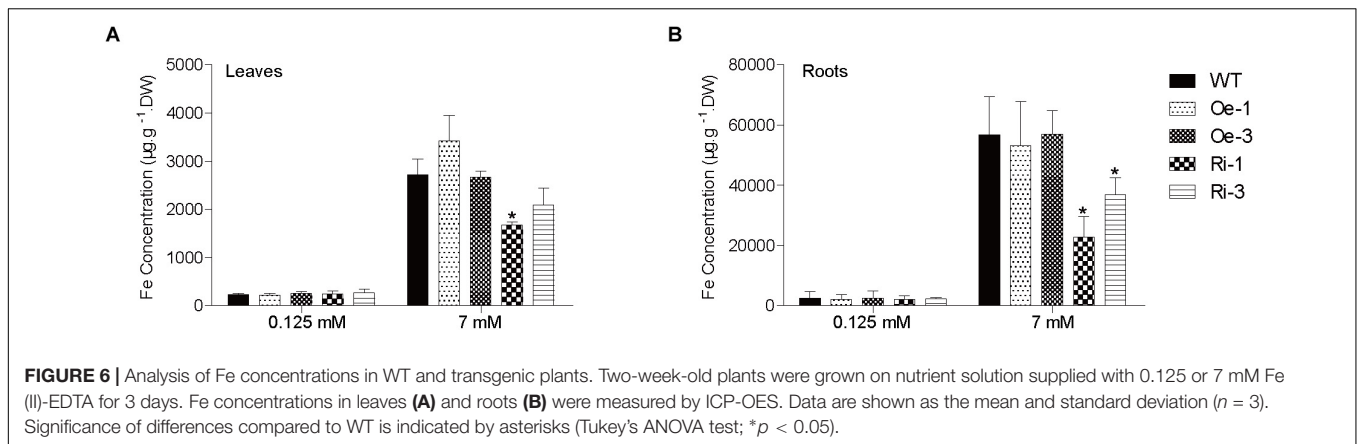 A
Leaves
Fe Concentration (µg.g⁻¹.DW)
5000
4000
3000
2000
1000
0
*
0.125 mM
7 mM
B
Roots
Fe Concentration (µg.g⁻¹.DW)
80000
60000
40000
20000
0
*
*
0.125 mM
7 mM
WT
Oe-1
Oe-3
Ri-1
Ri-3
FIGURE 6 | Analysis of Fe concentrations in WT and transgenic plants. Two-week-old plants were grown on nutrient solution supplied with 0.125 or 7 mM Fe
(II)-EDTA for 3 days. Fe concentrations in leaves (A) and roots (B) were measured by ICP-OES. Data are shown as the mean and standard deviation (n = 3).
Significance of differences compared to WT is indicated by asterisks (Tukey's ANOVA test; *p < 0.05).